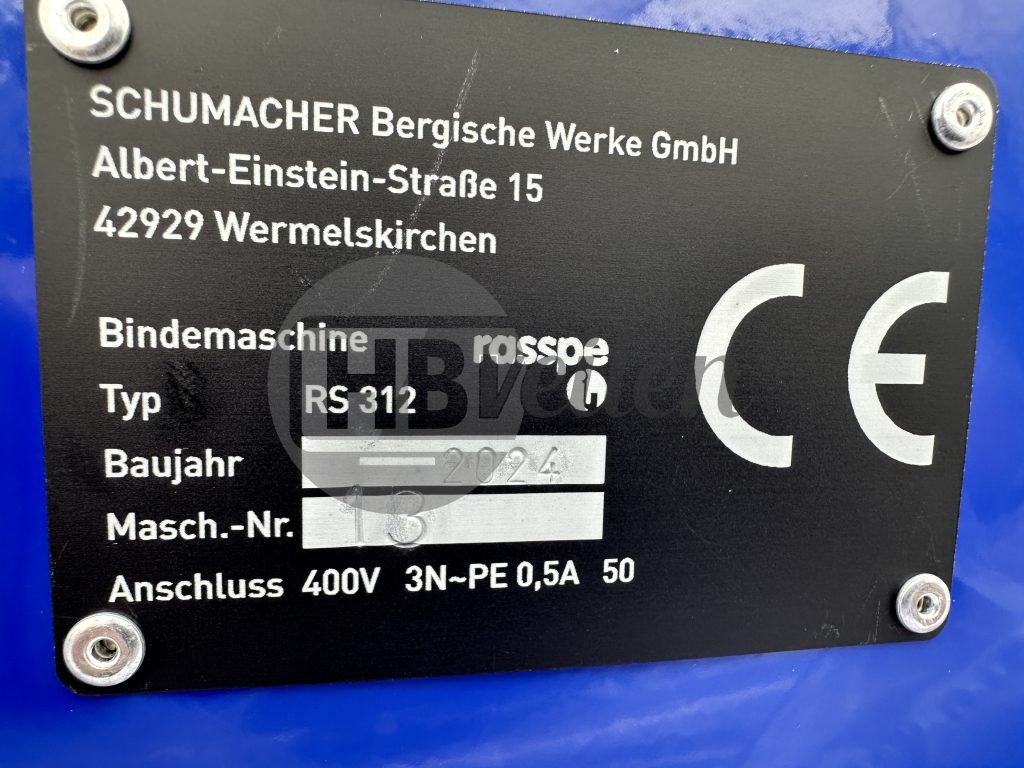 SCHUMACHER Bergische Werke GmbH
Albert-Einstein-Straße 15
42929 Wermelskirchen
Bindemaschine rasspe
Typ RS 312
Baujahr 2024
Masch.-Nr. 13
Anschluss 400V 3N~PE 0,5A 50
CE
HBveilen